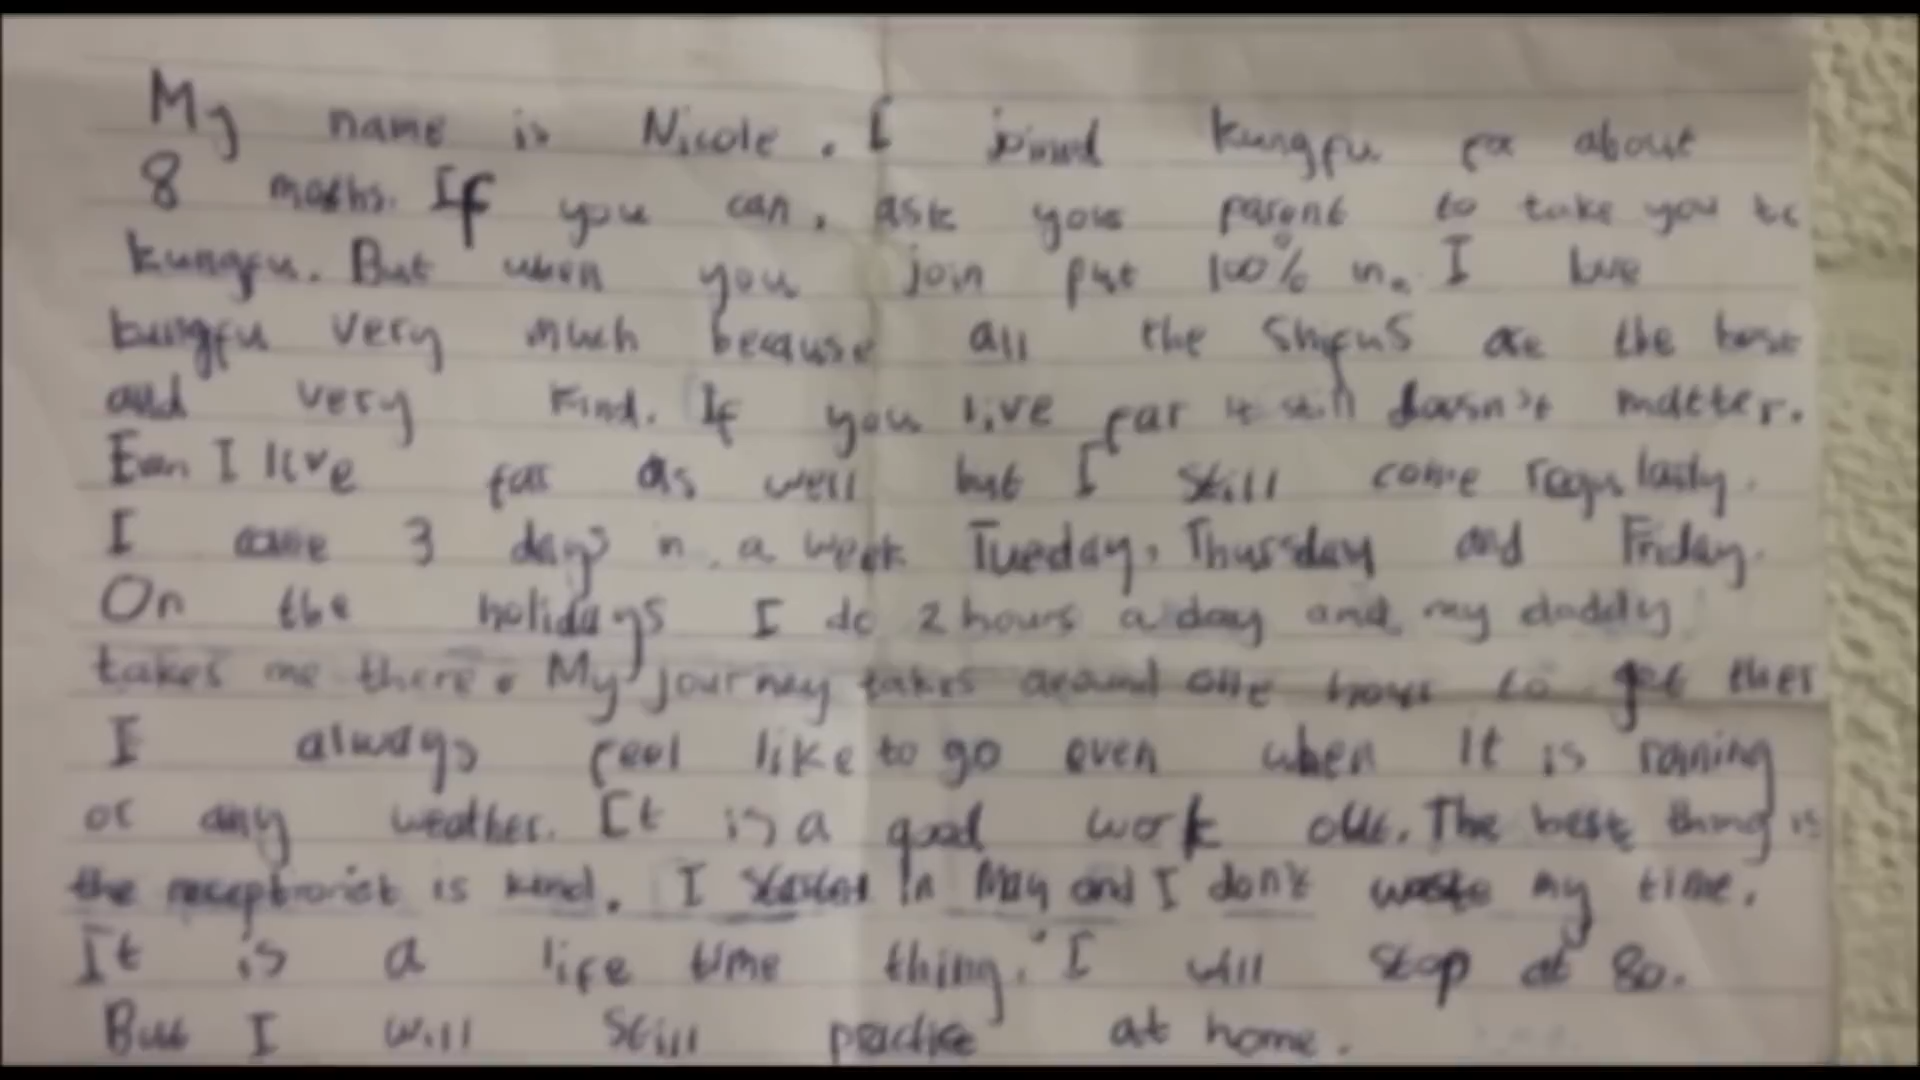 My name is Nicole. I joined kungfu for about
8 moths. If you can, ask your parent to take you to
kungfu. But when you join put 100% in. I love
kungfu very much because all the Shifus are the best
and very kind. If you live far it still doesn't matter.
Even I live far as well but I still come regularly.
I come 3 days in a week Tueday, Thursday and Friday.
On the holidays I do 2 hours a day and my daddy
takes me there. My journey takes around one hour to get
I always feel like to go even when it is raining
or any weather. It is a good work out. The best thing is
the receptionist is kind. I started in May and I don't waste my time.
It is a life time thing. I will stop at 80.
But I will still practice at home.